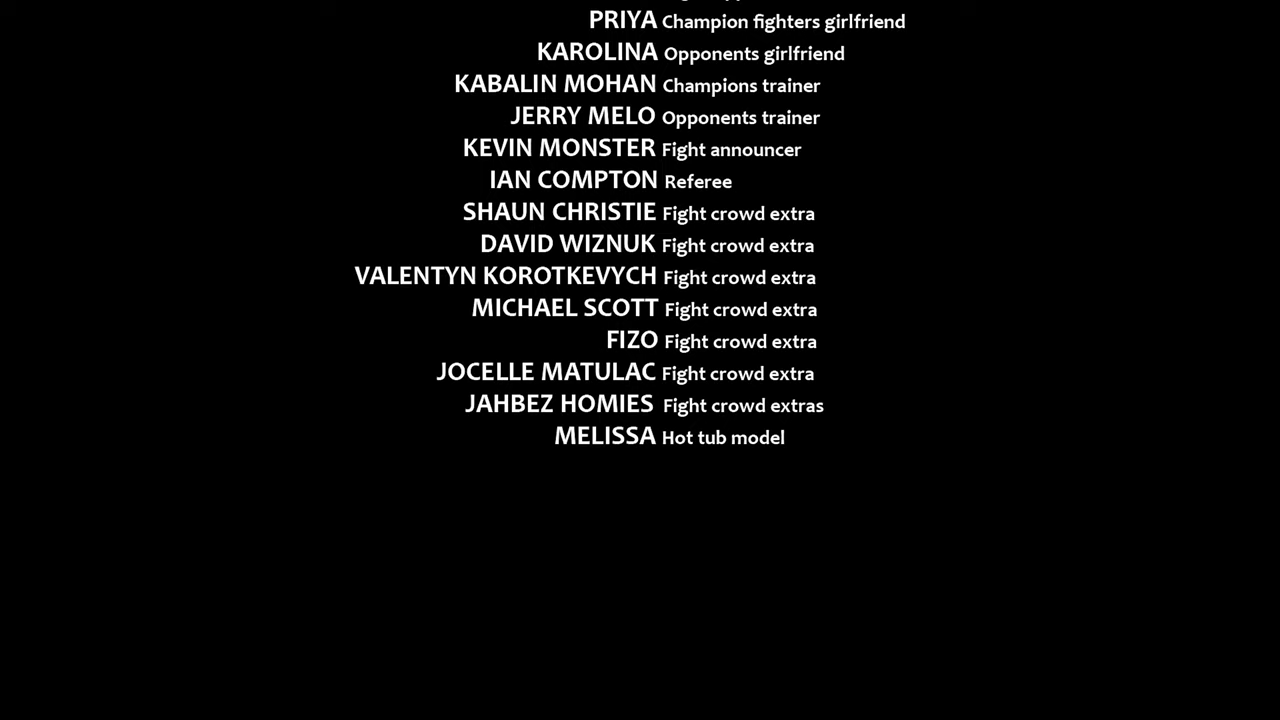 PRIYA Champion fighters girlfriend
KAROLINA Opponents girlfriend
KABALIN MOHAN Champions trainer
JERRY MELO Opponents trainer
KEVIN MONSTER Fight announcer
IAN COMPTON Referee
SHAUN CHRISTIE Fight crowd extra
DAVID WIZNUK Fight crowd extra
VALENTYN KOROTKEVYCH Fight crowd extra
MICHAEL SCOTT Fight crowd extra
FIZO Fight crowd extra
JOCELLE MATULAC Fight crowd extra
JAHBEZ HOMIES Fight crowd extras
MELISSA Hot tub model